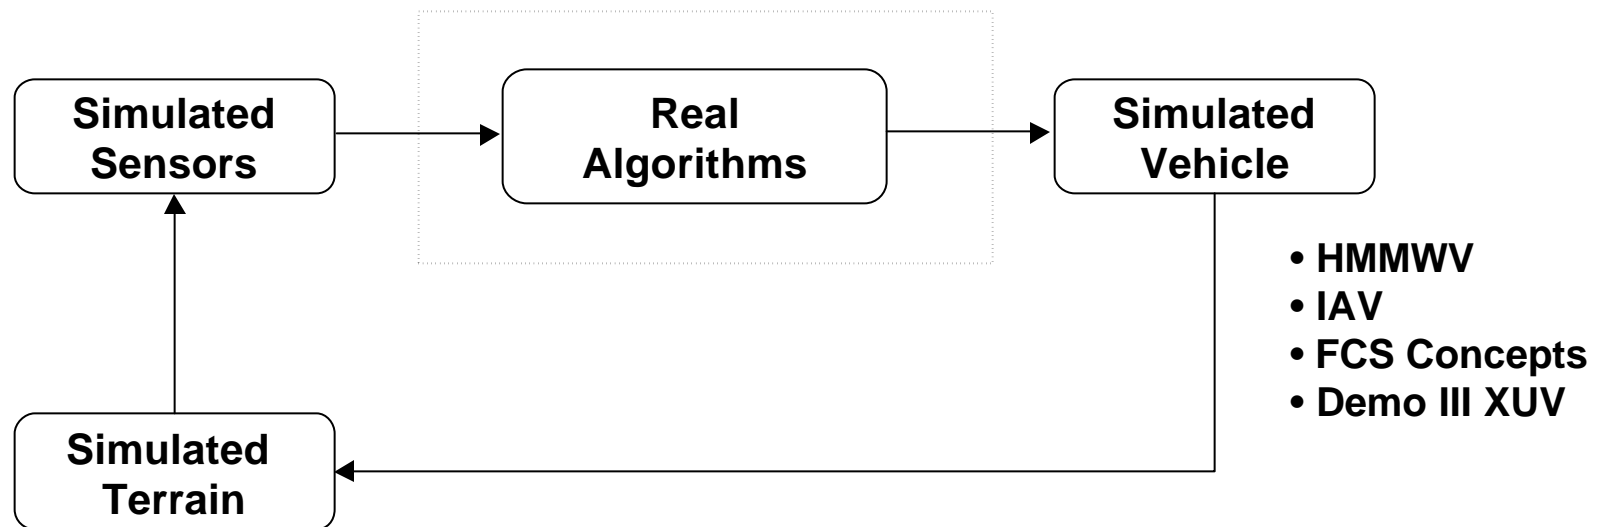 Simulated
Sensors
Real
Algorithms
Simulated
Vehicle
• HMMWV
• IAV
• FCS Concepts
• Demo III XUV
Simulated
Terrain